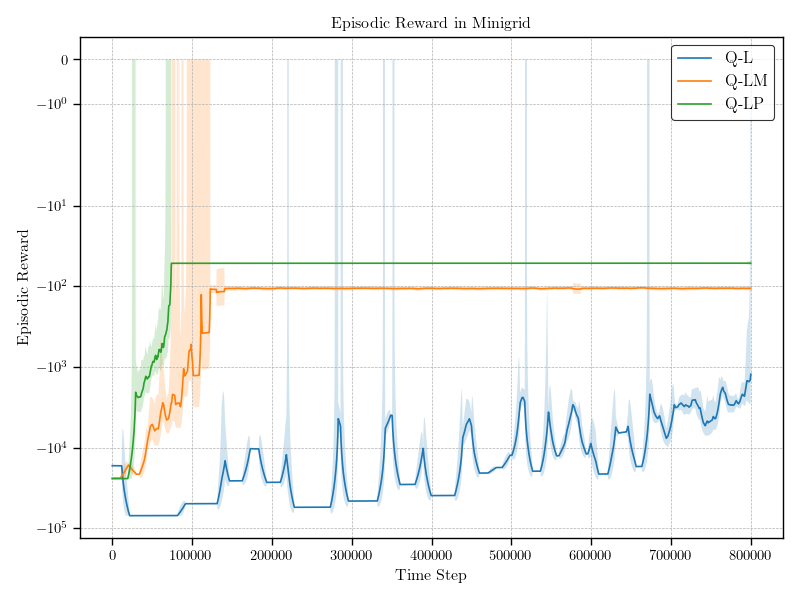 Episodic Reward in Minigrid
Q-L
Q-LM
Q-LP
0
−10⁰
−10¹
−10²
−10³
−10⁴
−10⁵
Episodic Reward
0 100000 200000 300000 400000 500000 600000 700000 800000
Time Step